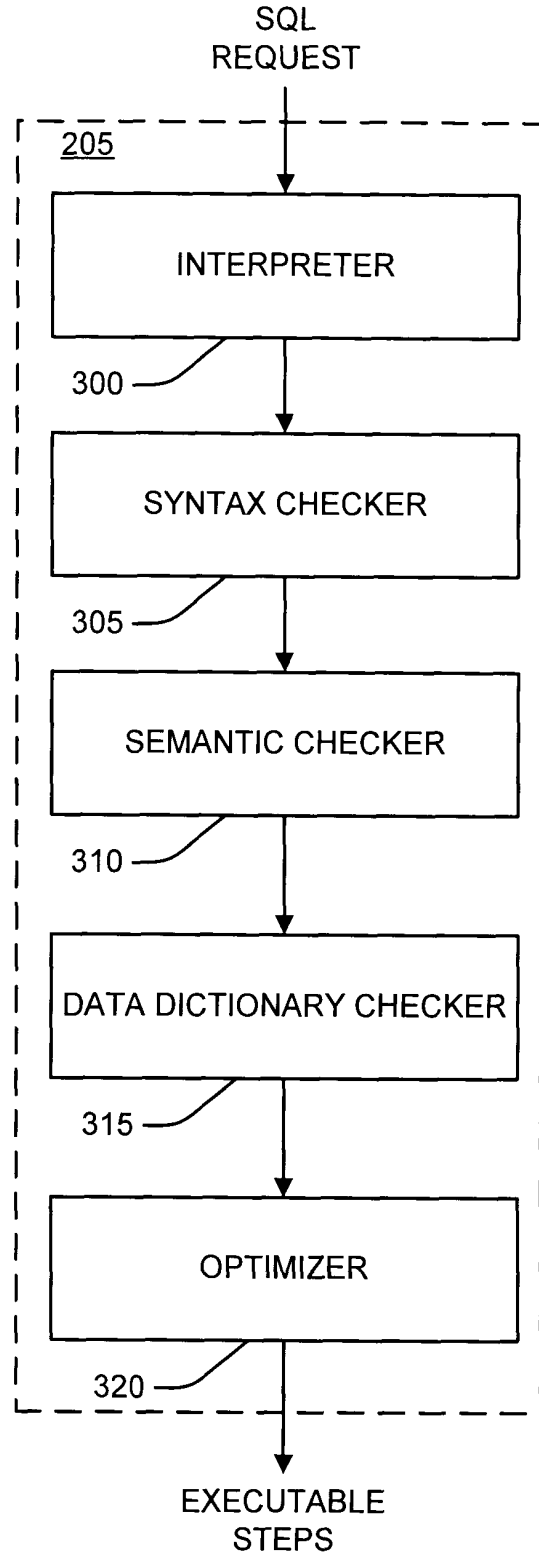 SQL
REQUEST
205
INTERPRETER
300
SYNTAX CHECKER
305
SEMANTIC CHECKER
310
DATA DICTIONARY CHECKER
315
OPTIMIZER
320
EXECUTABLE
STEPS